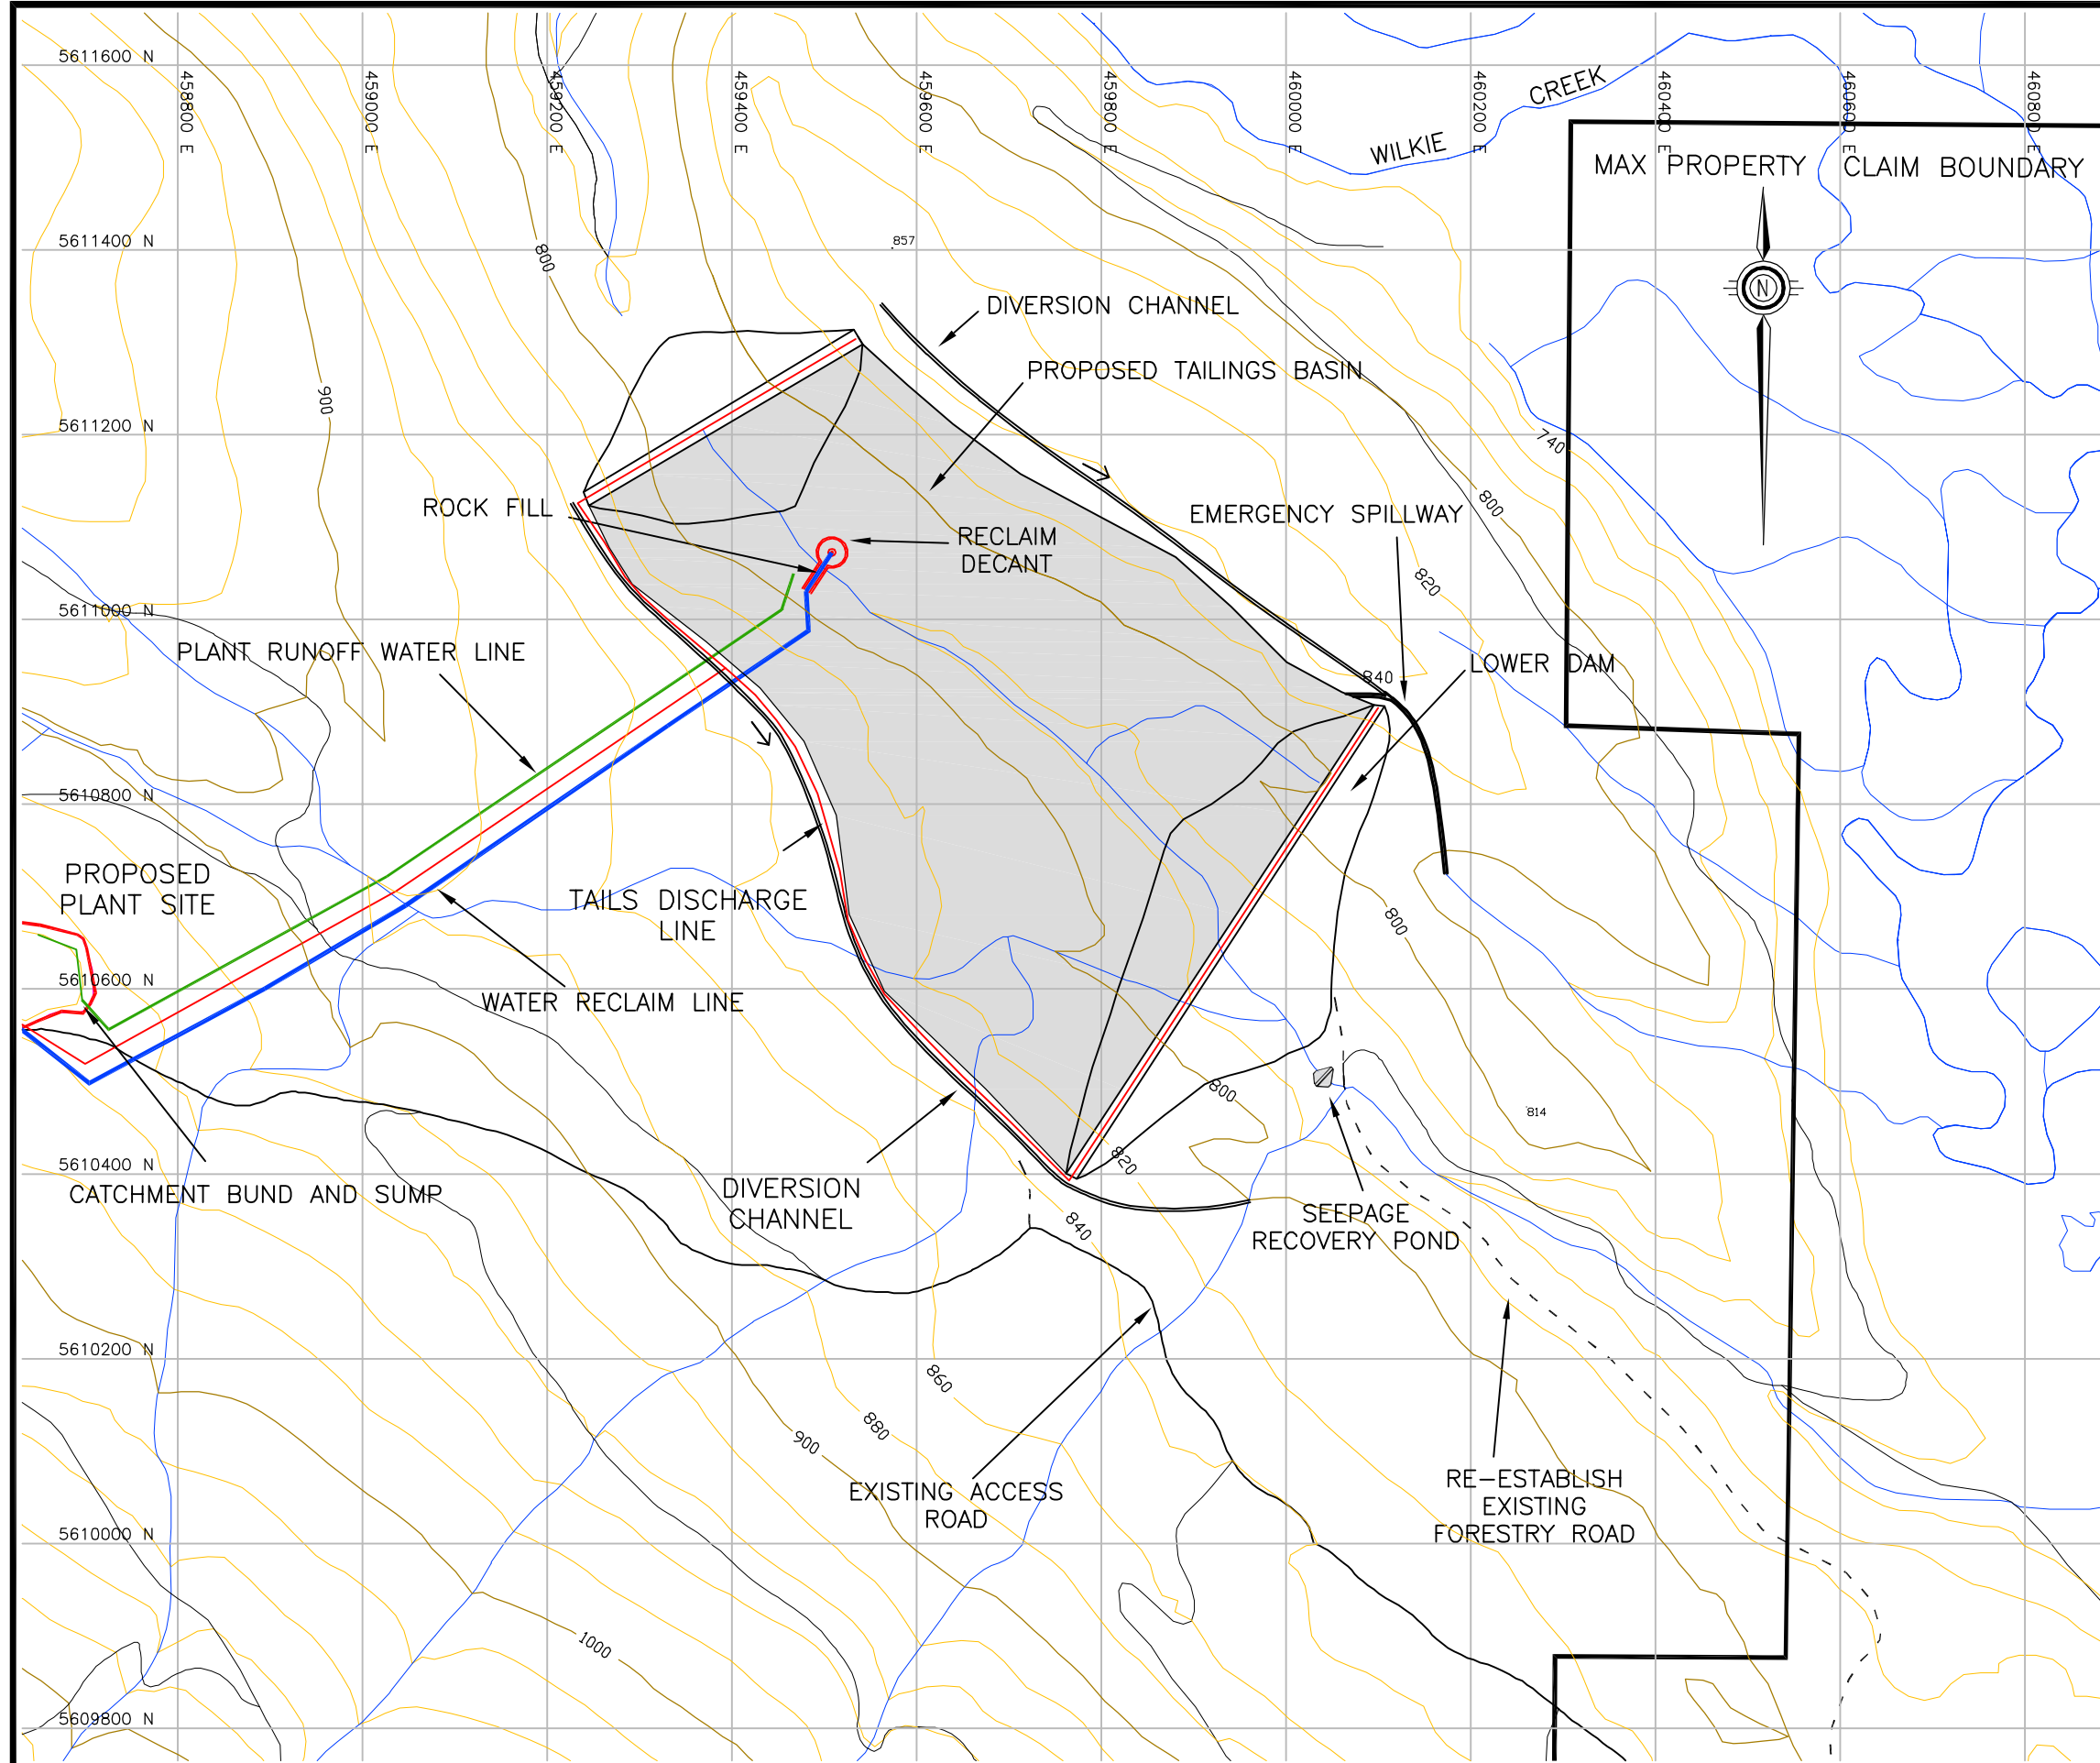 5611600 N
458800 E
459000 E
459200 E
459400 E
459600 E
459800 E
460000 E
460200 E
460400 E
460600 E
460800 E
WILKIE CREEK
MAX PROPERTY CLAIM BOUNDARY
N
5611400 N
800
857
DIVERSION CHANNEL
PROPOSED TAILINGS BASIN
900
5611200 N
740
ROCK FILL
800
EMERGENCY SPILLWAY
RECLAIM
DECANT
820
5611000 N
PLANT RUNOFF WATER LINE
LOWER DAM
840
5610800 N
PROPOSED
PLANT SITE
TAILS DISCHARGE
LINE
800
5610600 N
WATER RECLAIM LINE
800
814
5610400 N
820
CATCHMENT BUND AND SUMP
DIVERSION
CHANNEL
840
SEEPAGE
RECOVERY POND
5610200 N
860
880
900
EXISTING ACCESS
ROAD
RE-ESTABLISH
EXISTING
FORESTRY ROAD
5610000 N
1000
5609800 N